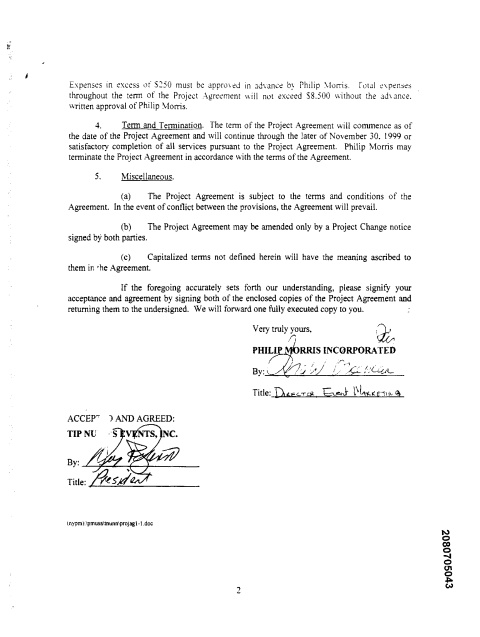 Expenses in excess of $250 must be approved in advance by Philip Morris. Total expenses
throughout the term of the Project Agreement will not exceed $8,500 without the advance,
written approval of Philip Morris.
4. Term and Termination. The term of the Project Agreement will commence as of
the date of the Project Agreement and will continue through the later of November 30, 1999 or
satisfactory completion of all services pursuant to the Project Agreement. Philip Morris may
terminate the Project Agreement in accordance with the terms of the Agreement.
5. Miscellaneous.
(a) The Project Agreement is subject to the terms and conditions of the
Agreement. In the event of conflict between the provisions, the Agreement will prevail.
(b) The Project Agreement may be amended only by a Project Change notice
signed by both parties.
(c) Capitalized terms not defined herein will have the meaning ascribed to
them in the Agreement.
If the foregoing accurately sets forth our understanding, please signify your
acceptance and agreement by signing both of the enclosed copies of the Project Agreement and
returning them to the undersigned. We will forward one fully executed copy to you.
Very truly yours,
PHILIP MORRIS INCORPORATED
By:
Title: Director Event Marketing
ACCEPT D AND AGREED:
TIP NU S EVENTS, INC.
By:
Title: President
2
2080705043